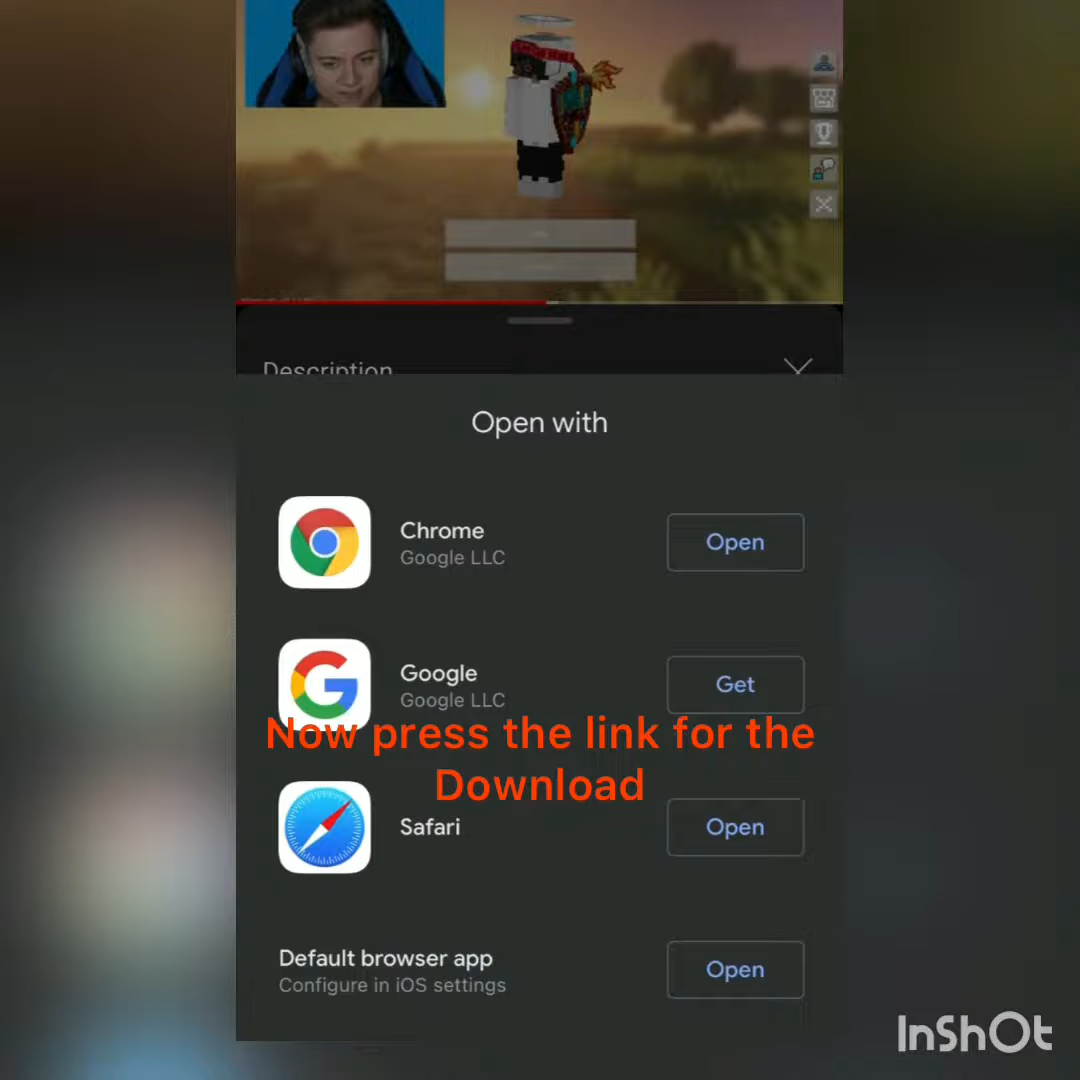 Description
Open with
Chrome
Google LLC
Open
Google
Google LLC
Get
Now press the link for the
Download
Safari
Open
Default browser app
Configure in iOS settings
Open
InShOt